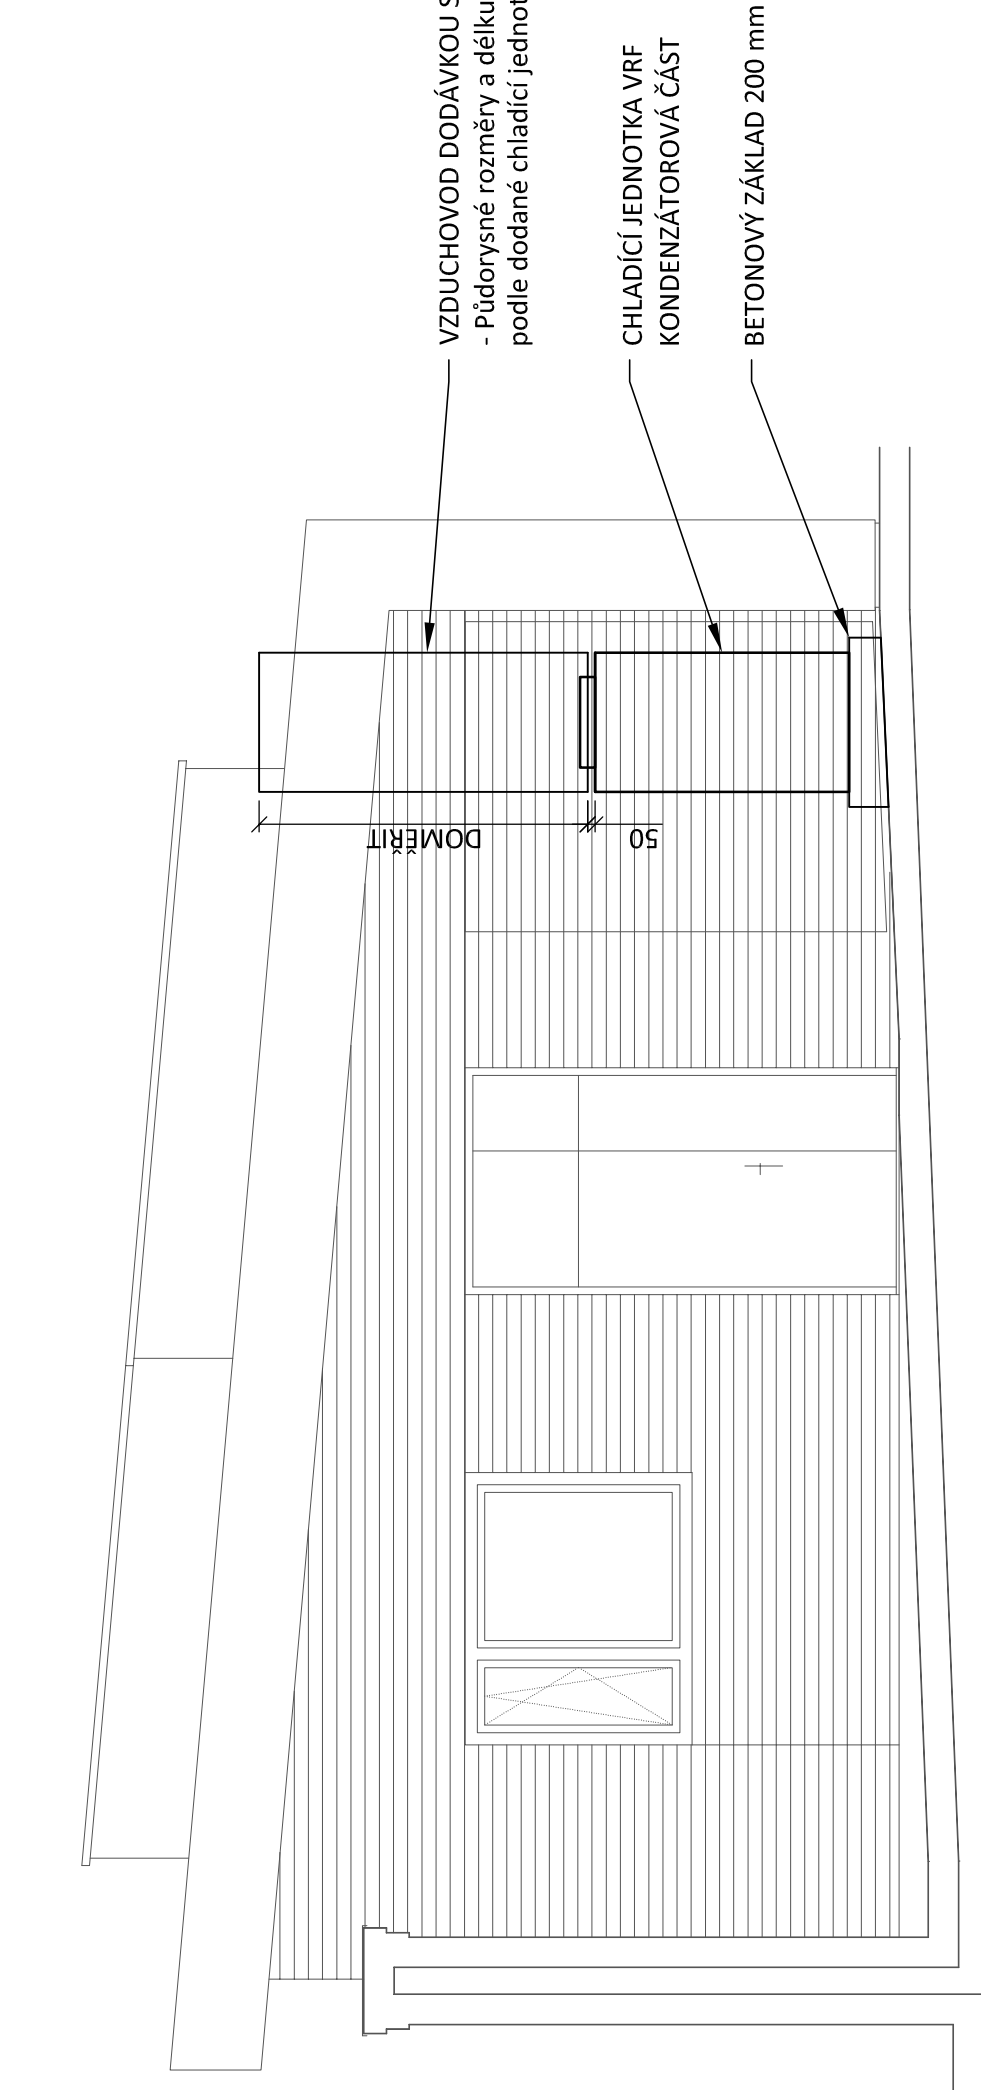 VZDUCHOVOD DODÁVKOU
- Půdorysné rozměry a délku
podle dodané chladící
CHLADÍCÍ JEDNOTKA VRF
KONDENZÁTOROVÁ ČÁST
BETONOVÝ ZÁKLAD 200 mm
DOMĚŘIT
50